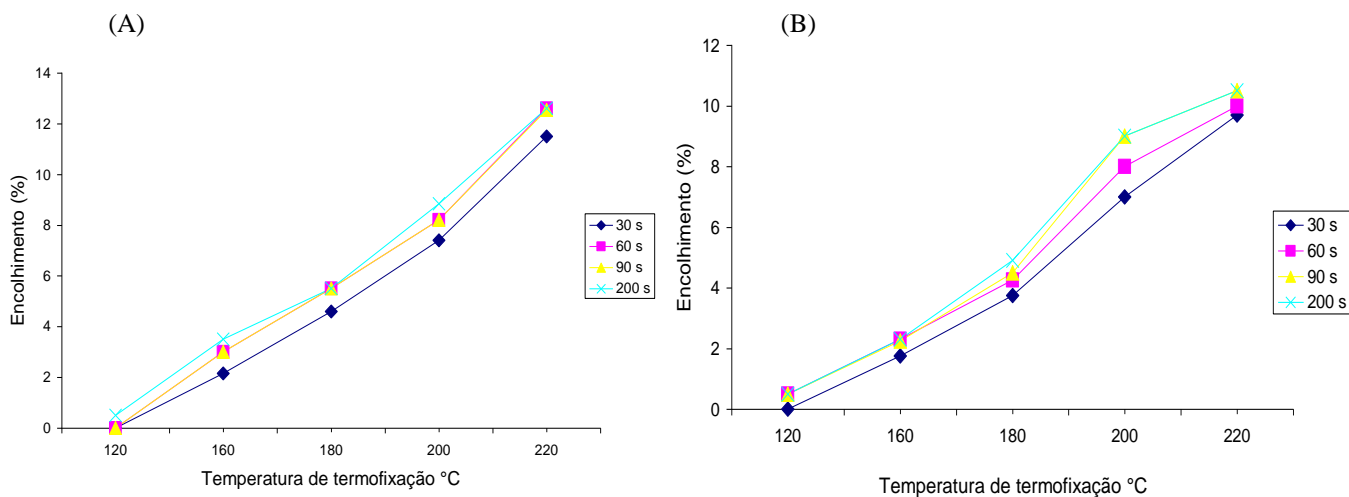 (A)
Encolhimento (%)
14
12
10
8
6
4
2
0
120 160 180 200 220
Temperatura de termofixação °C
30 s
60 s
90 s
200 s
(B)
Encolhimento (%)
12
10
8
6
4
2
0
120 160 180 200 220
Temperatura de termofixação °C
30 s
60 s
90 s
200 s